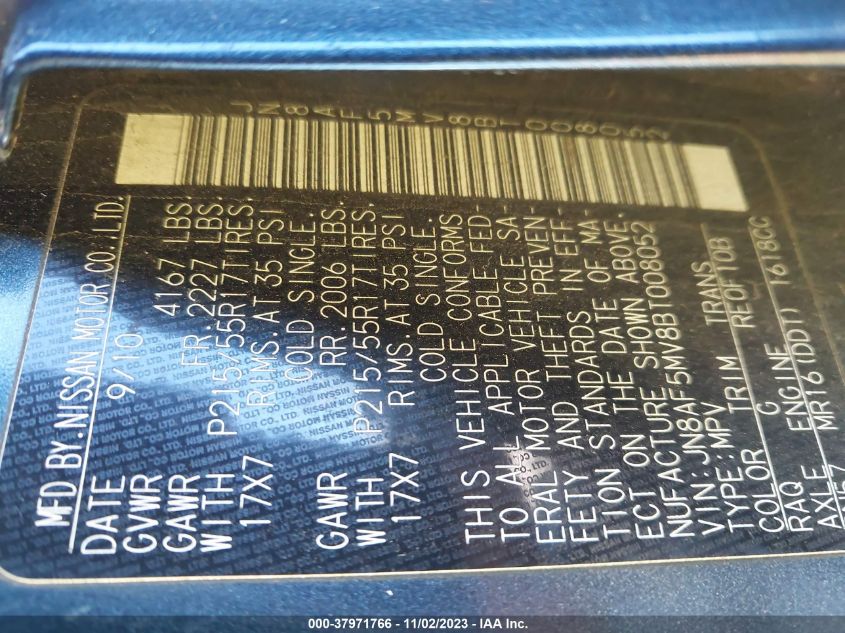 MFD BY.NISSAN MOTOR CO.,LTD.
DATE 9/10
GVWR 4167 LBS.
GAWR FR.2227 LBS.
WITH P215/55R17TIRES.
17X7 RIMS.AT 35 PSI
COLD SINGLE.
GAWR RR.2006 LBS.
WITH P215/55R17TIRES.
17X7 RIMS.AT 35 PSI
COLD SINGLE.
THIS VEHICLE CONFORMS
TO ALL APPLICABLE FED-
ERAL MOTOR VEHICLE SA-
FETY AND THEFT PREVEN
TION STANDARDS IN EFF-
ECT ON THE DATE OF MA-
NUFACTURE SHOWN ABOVE.
VIN:JN8AF5MV8BT008052
TYPE:MPV
COLOR TRIM TRANS
RAQ G RE0F10B
AXLE ENGINE
MR16(DDT) 1618CC
JN8AF5MV8BT008052
000-37971766 - 11/02/2023 - © Copyright 2023 - IAA, Inc.